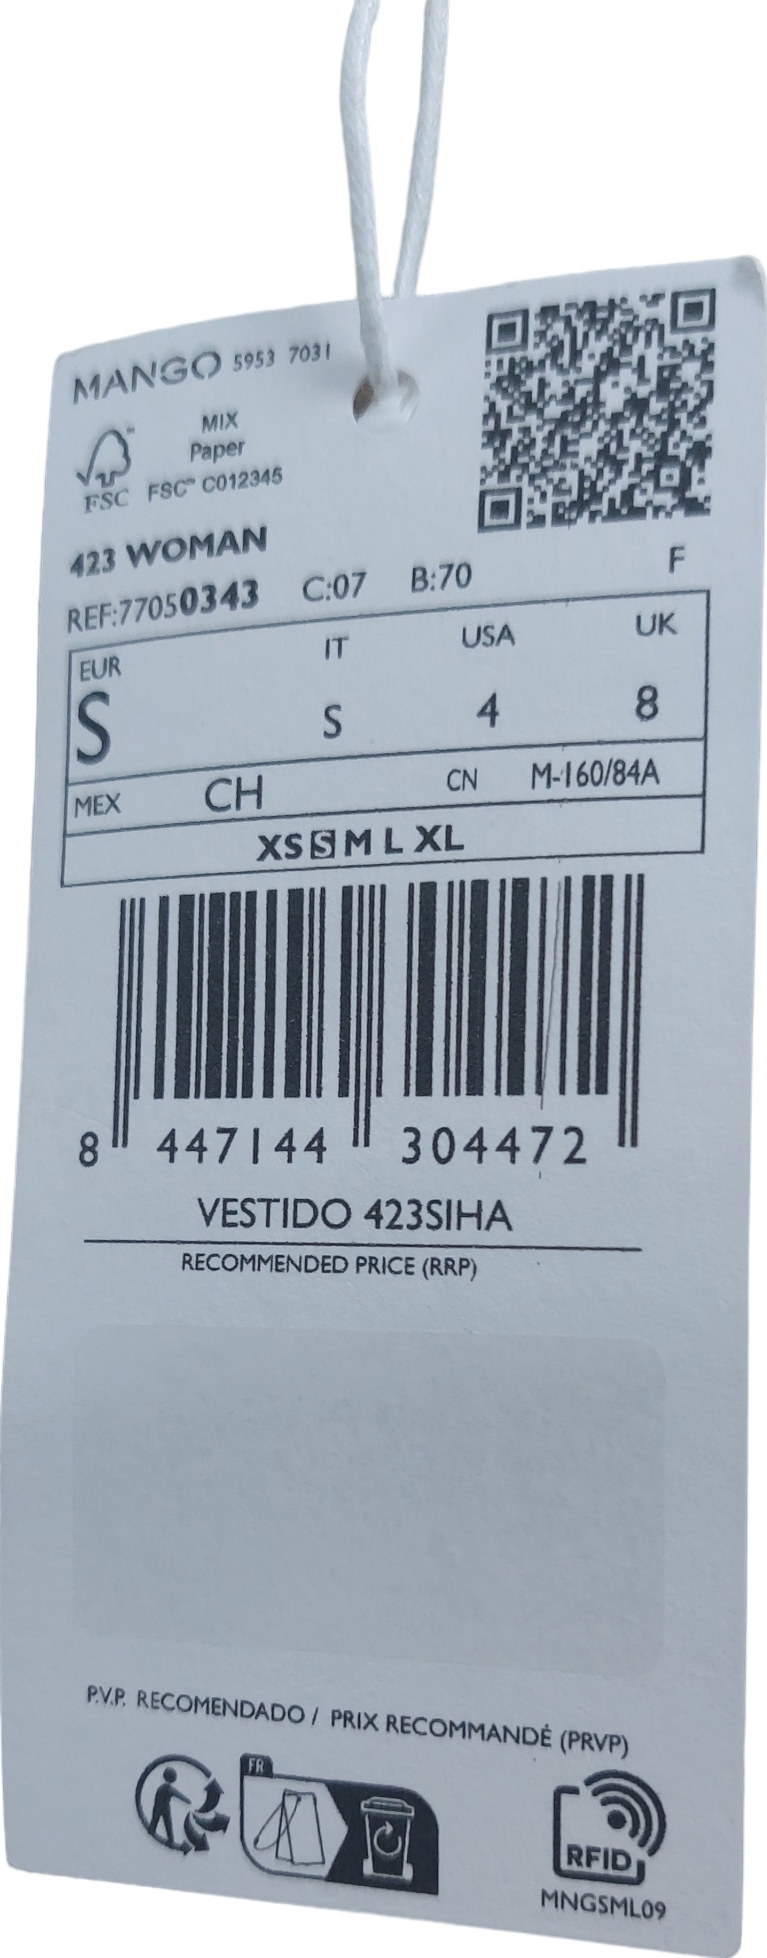 MANGO 5953 7031
MIX
Paper
FSC™ FSC™ C012345
423 WOMAN
REF:77050343 C:07 B:70 F
EUR IT USA UK
S S 4 8
MEX CH CN M-160/84A
XS S M L XL
8 447144 304472
VESTIDO 423SIHA
RECOMMENDED PRICE (RRP)
P.V.P. RECOMENDADO / PRIX RECOMMANDÉ (PRVP)
FR
RFID
MNGSML09